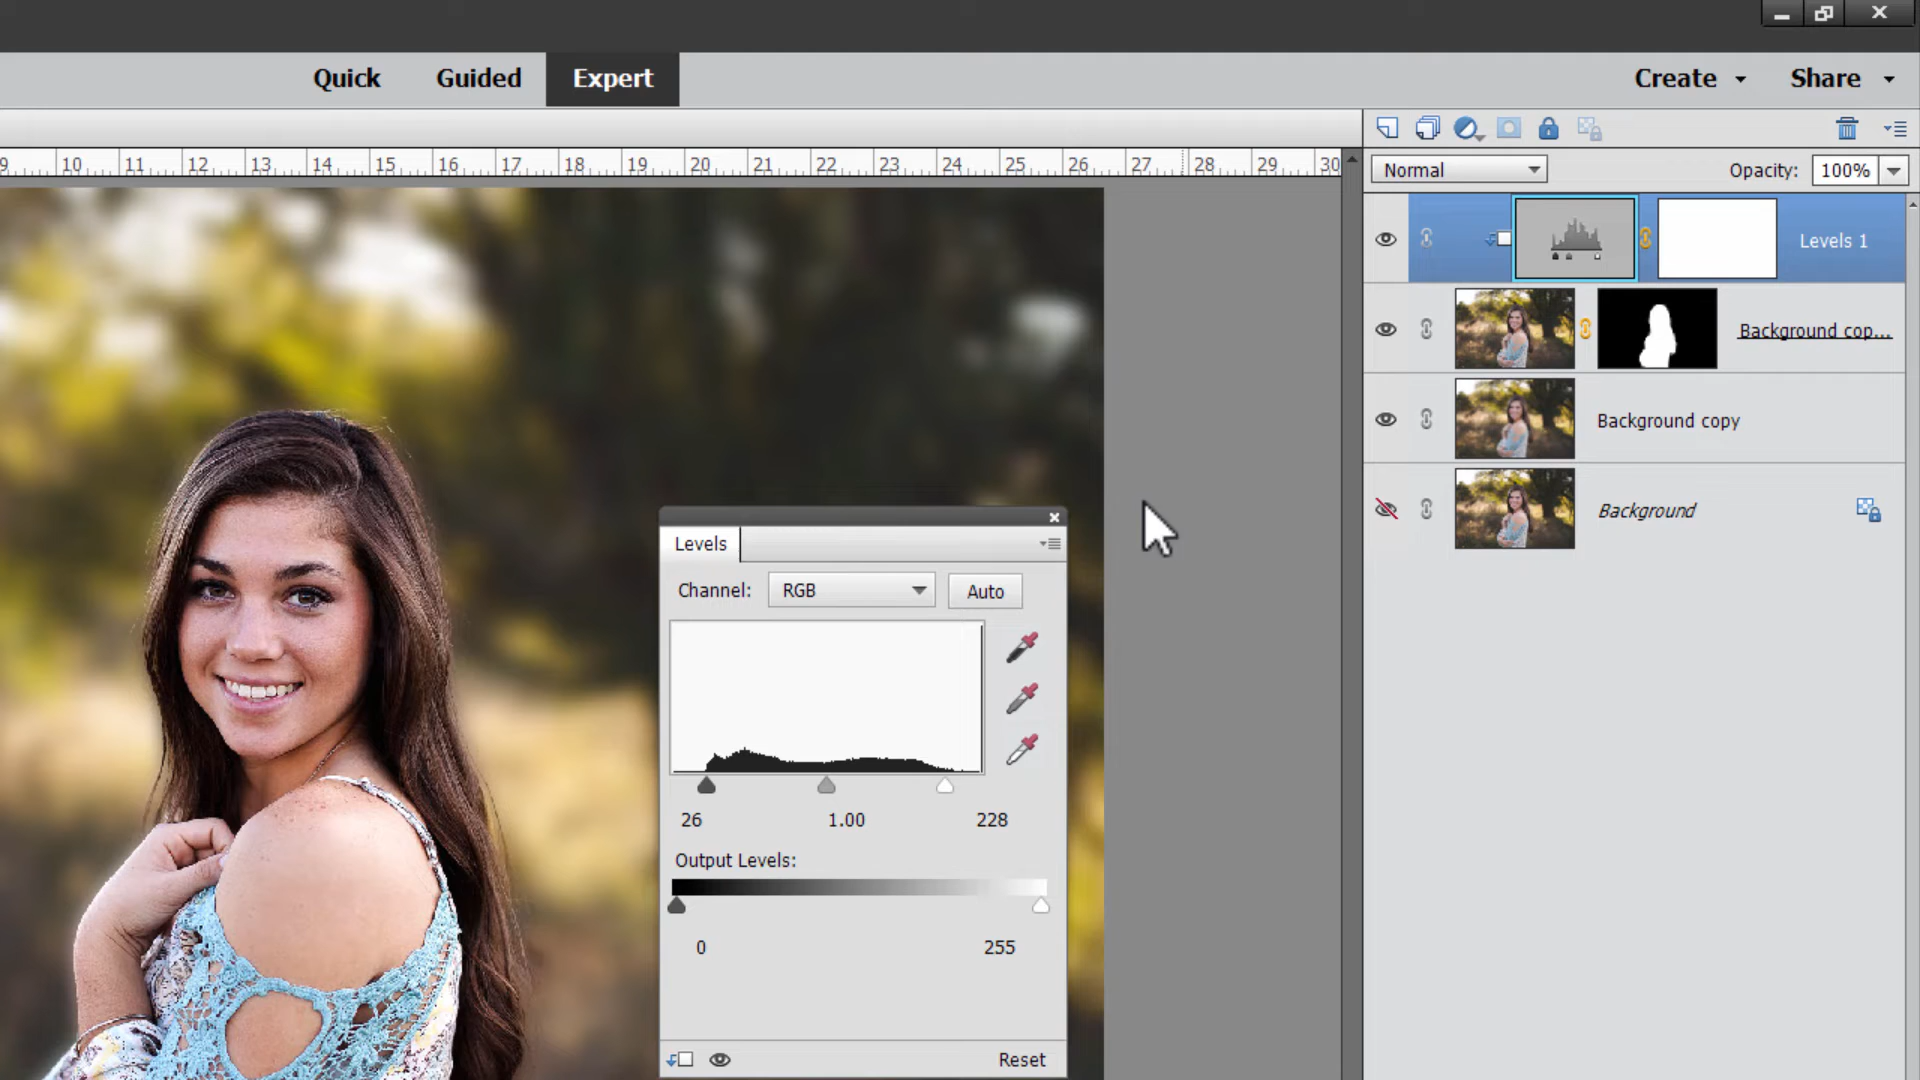 Quick Guided Expert Create Share
9 10 11 12 13 14 15 16 17 18 19 20 21 22 23 24 25 26 27 28 29 30
Normal Opacity: 100%
Levels 1
Background cop...
Background copy
Background
Levels
Channel: RGB Auto
26 1.00 228
Output Levels:
0 255
Reset